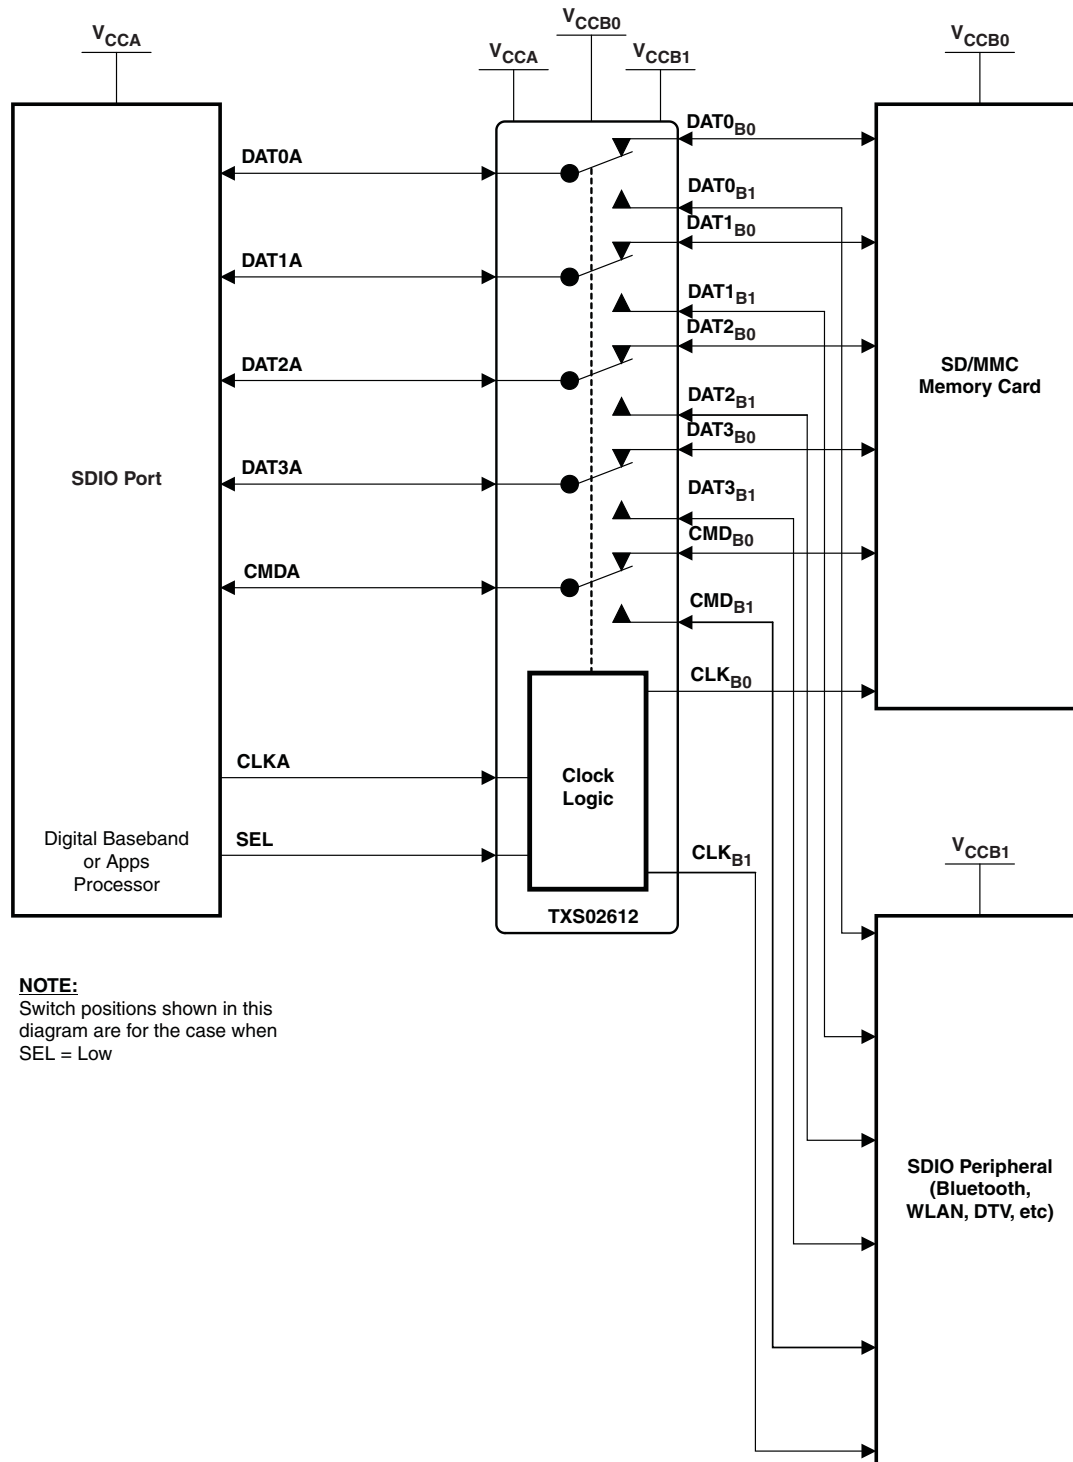 VCCA
VCCB0
VCCA
VCCB1
VCCB0
DAT0A
DAT1A
DAT2A
DAT3A
CMDA
CLKA
SEL
SDIO Port
Digital Baseband
or Apps
Processor
DAT0B0
DAT0B1
DAT1B0
DAT1B1
DAT2B0
DAT2B1
DAT3B0
DAT3B1
CMDB0
CMDB1
CLKB0
CLKB1
Clock
Logic
TXS02612
SD/MMC
Memory Card
VCCB1
SDIO Peripheral
(Bluetooth,
WLAN, DTV, etc)
NOTE:
Switch positions shown in this
diagram are for the case when
SEL = Low